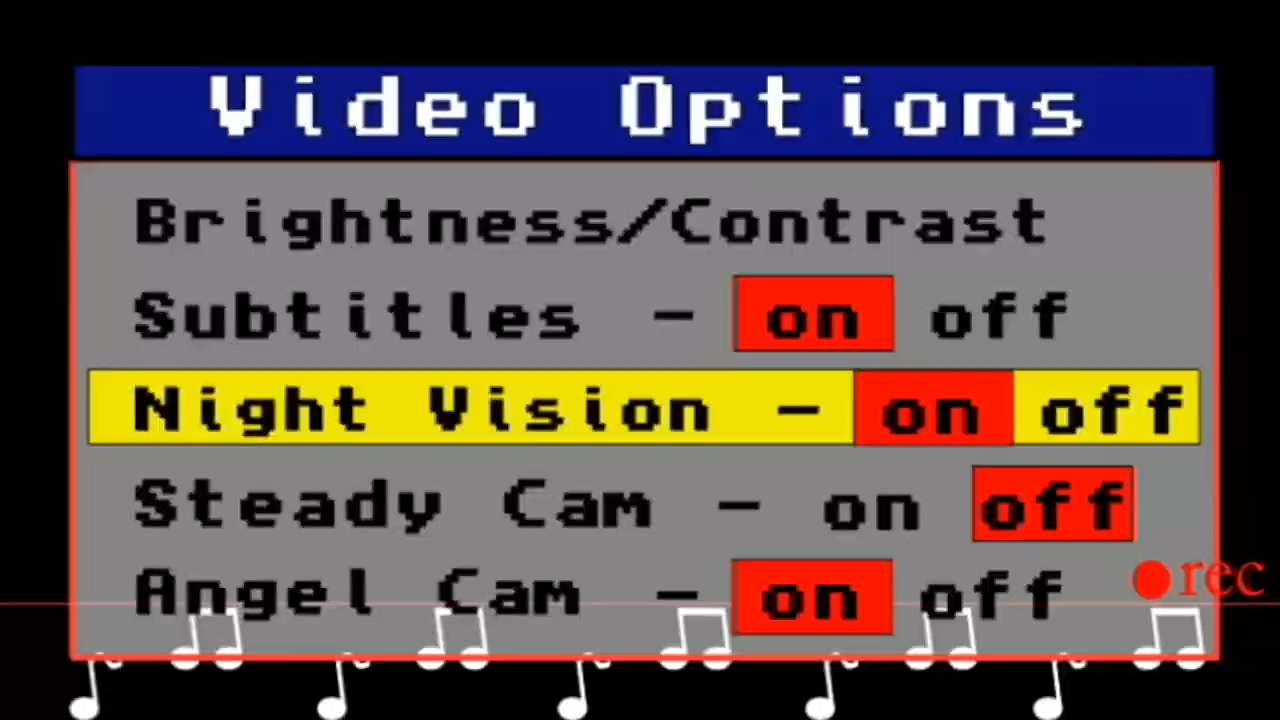 Video Options
Brightness/Contrast
Subtitles - on off
Night Vision - on off
Steady Cam - on off
Angel Cam - on off
rec